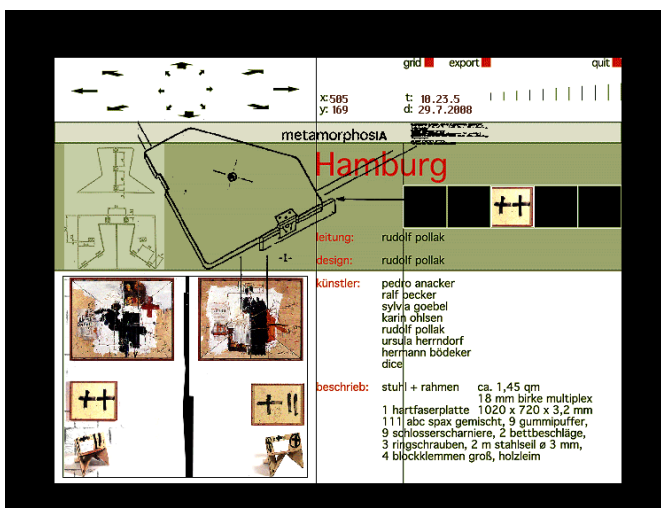 grid export quit
x:505 t: 10.23.5
y: 169 d: 29.7.2008
metamorphosIA
Hamburg
leitung: rudolf pollak
-I-
design: rudolf pollak
künstler: pedro anacker
ralf becker
sylvia goebel
karin ohlsen
rudolf pollak
ursula herrndorf
hermann bödeker
dice
beschrieb: stuhl + rahmen ca. 1,45 qm
18 mm birke multiplex
1 hartfaserplatte 1020 x 720 x 3,2 mm
111 abc spax gemischt, 9 gummipuffer,
9 schlosserscharniere, 2 bettbeschläge,
3 ringschrauben, 2 m stahlseil ø 3 mm,
4 blockklemmen groß, holzleim